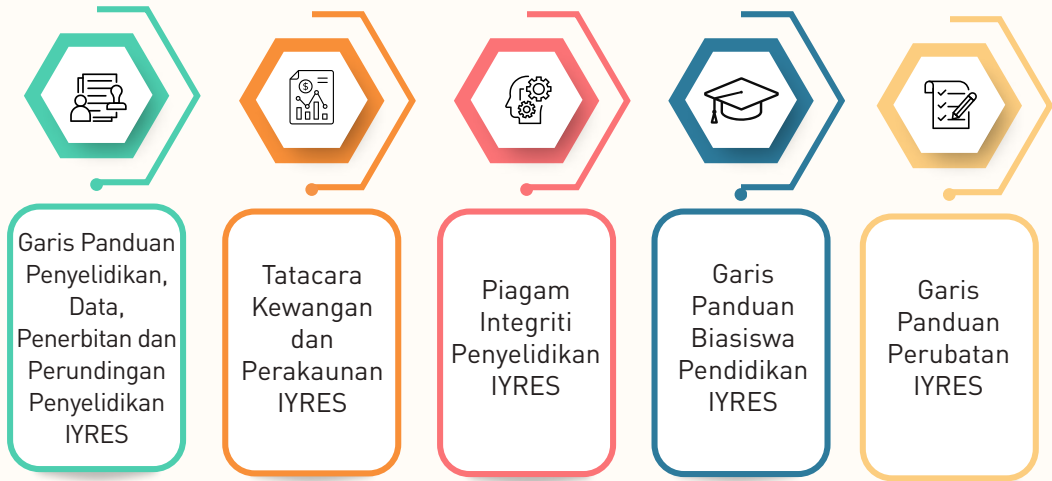 Garis Panduan
Penyelidikan,
Data,
Penerbitan dan
Perundingan
Penyelidikan
IYRES
Tatacara
Kewangan
dan
Perakaunan
IYRES
Piagam
Integriti
Penyelidikan
IYRES
Garis
Panduan
Biasiswa
Pendidikan
IYRES
Garis
Panduan
Perubatan
IYRES